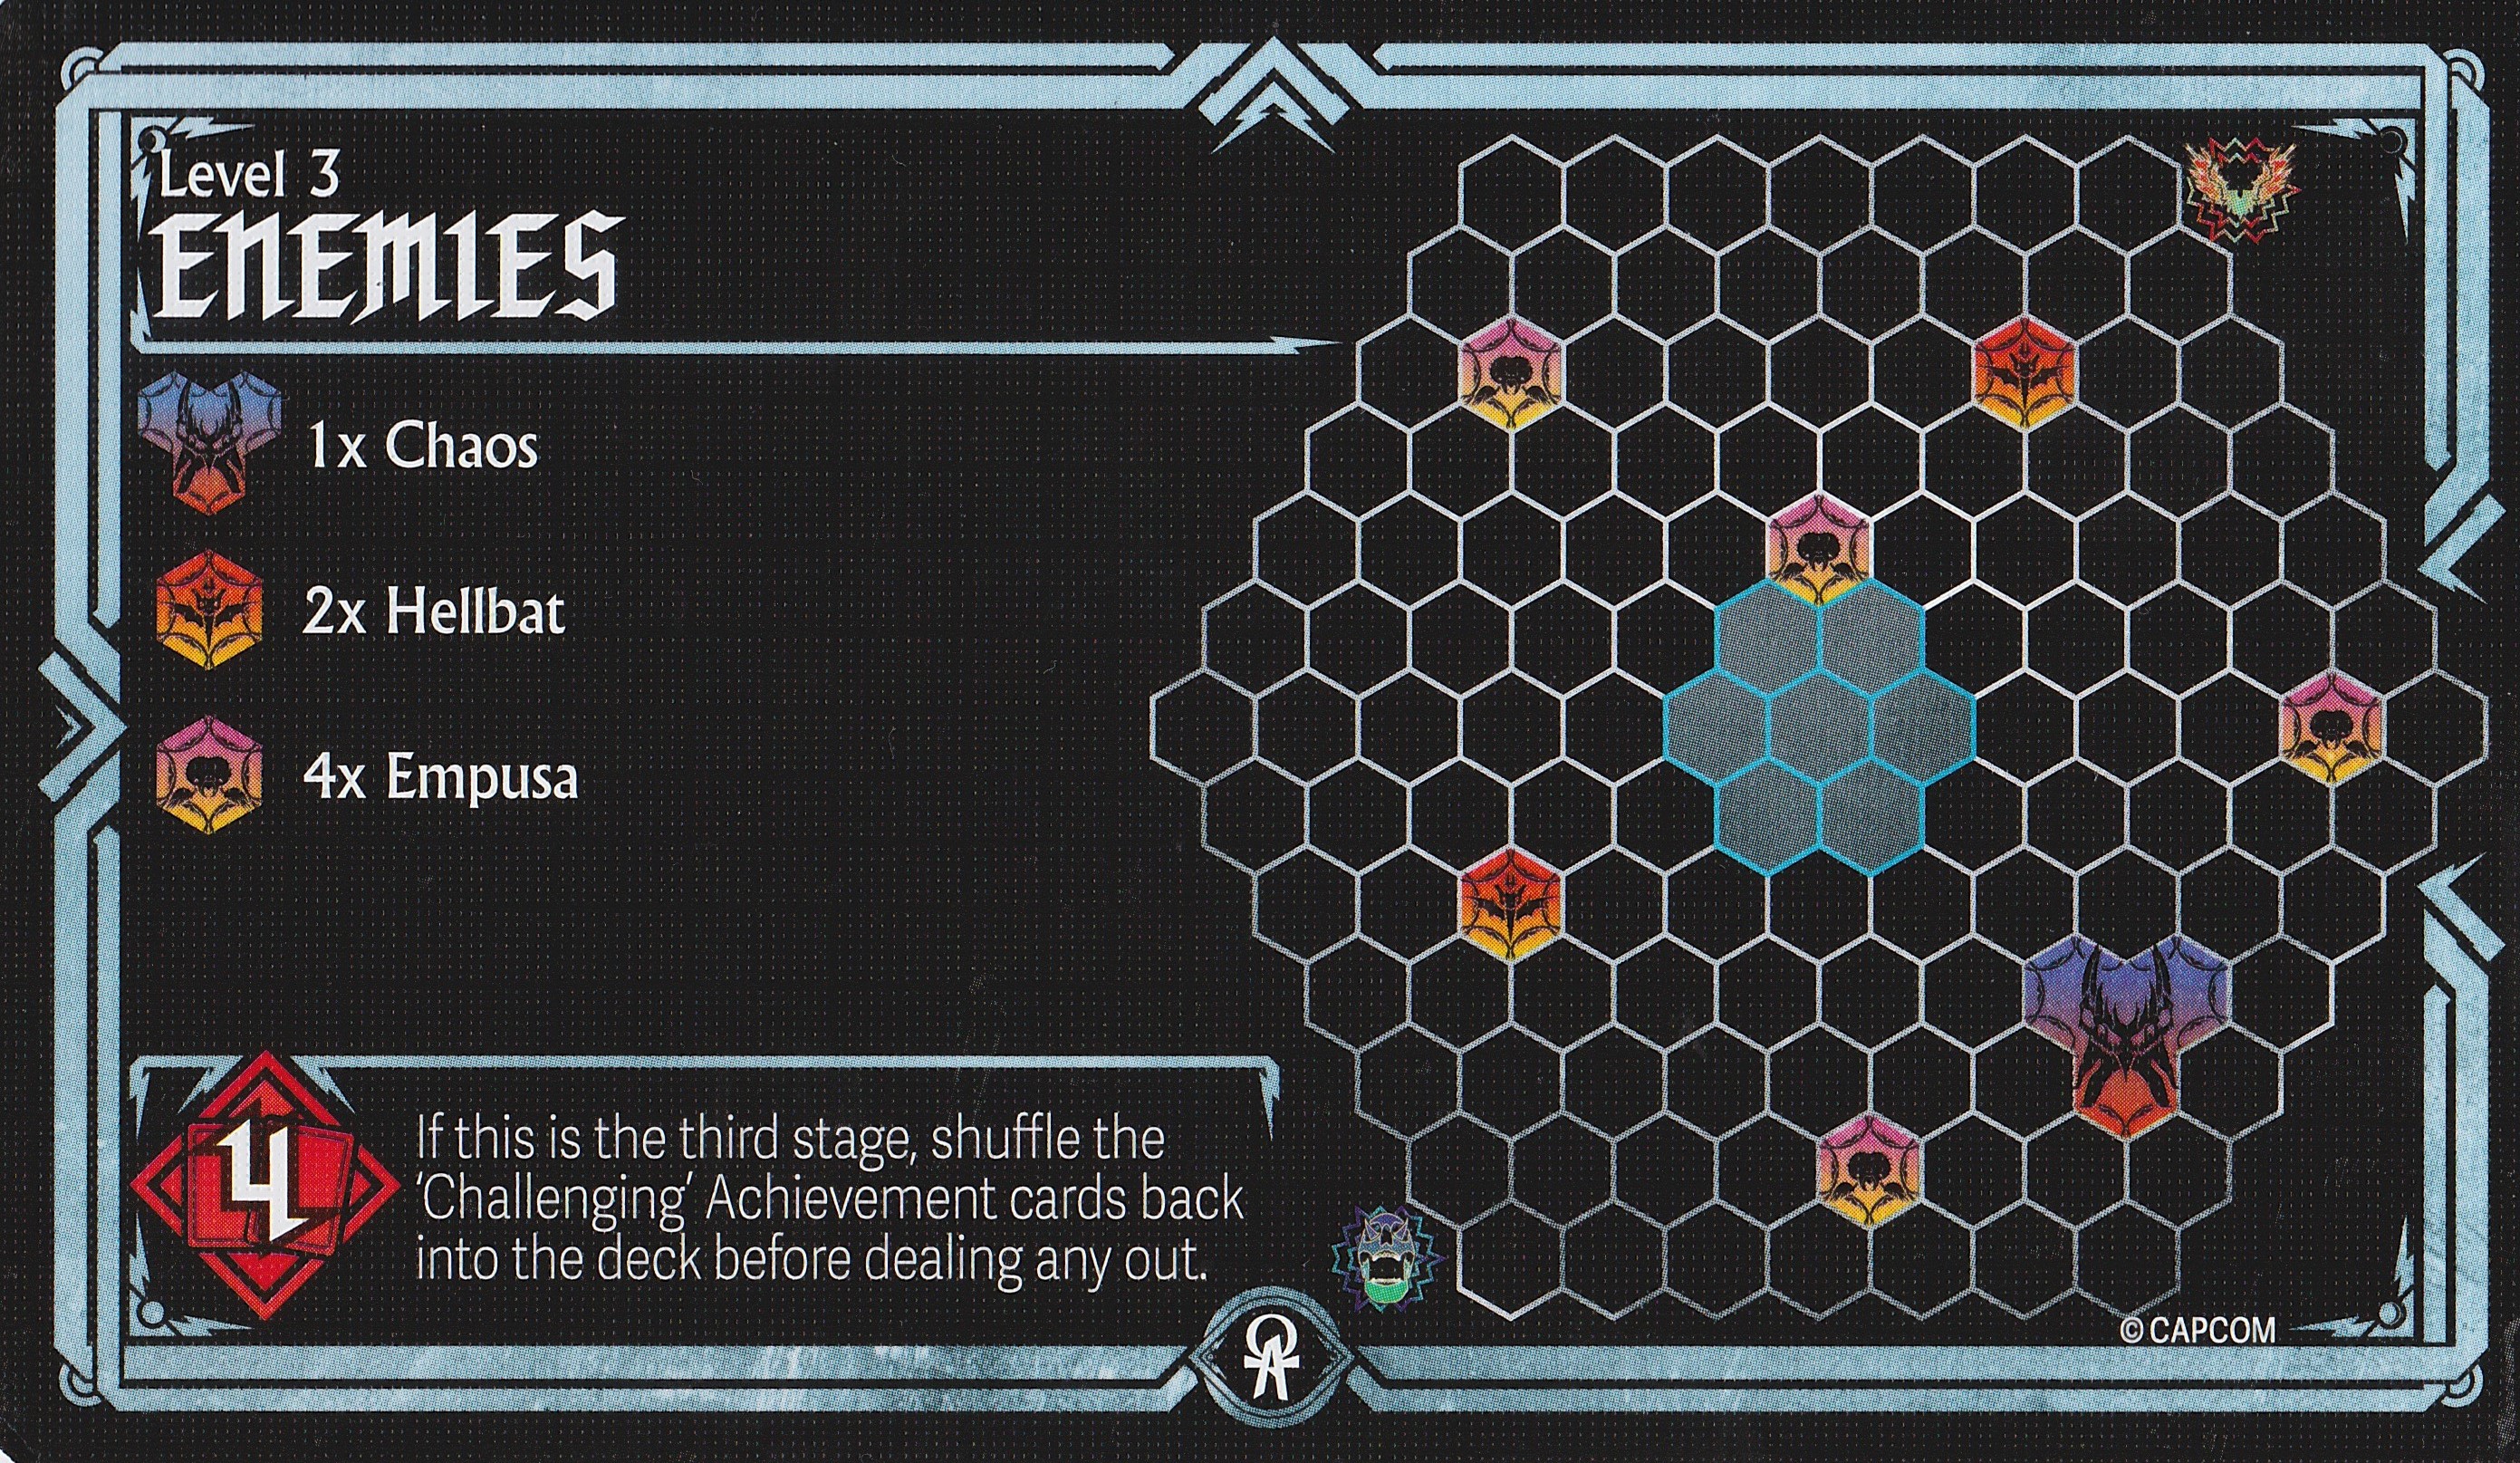 Level 3
ENEMIES
1x Chaos
2x Hellbat
4x Empusa
4
If this is the third stage, shuffle the
‘Challenging’ Achievement cards back
into the deck before dealing any out.
© CAPCOM